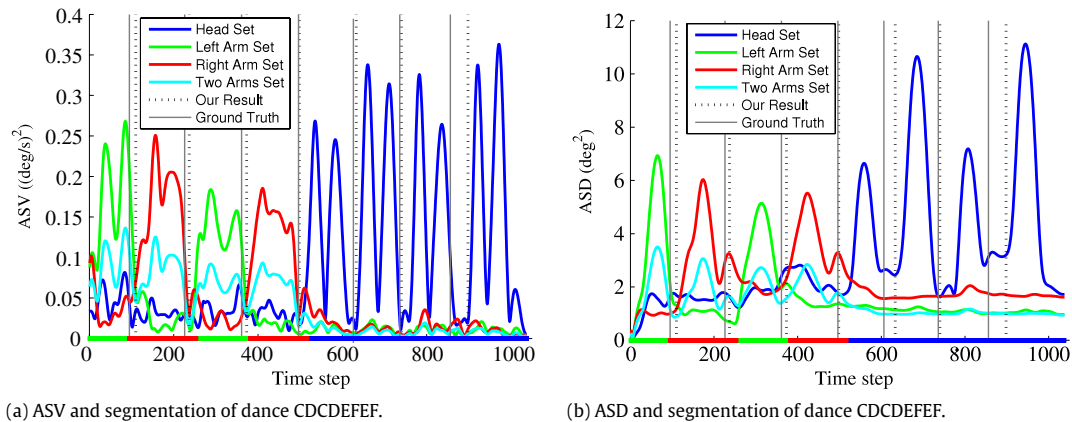 0.4
0.35
0.3
0.25
0.2
0.15
0.1
0.05
0
ASV ((deg/s)²)
Head Set
Left Arm Set
Right Arm Set
Two Arms Set
Our Result
Ground Truth
0 200 400 600 800 1000
Time step
(a) ASV and segmentation of dance CDCDEFEF.
12
10
8
6
4
2
0
ASD (deg²)
Head Set
Left Arm Set
Right Arm Set
Two Arms Set
Our Result
Ground Truth
0 200 400 600 800 1000
Time step
(b) ASD and segmentation of dance CDCDEFEF.